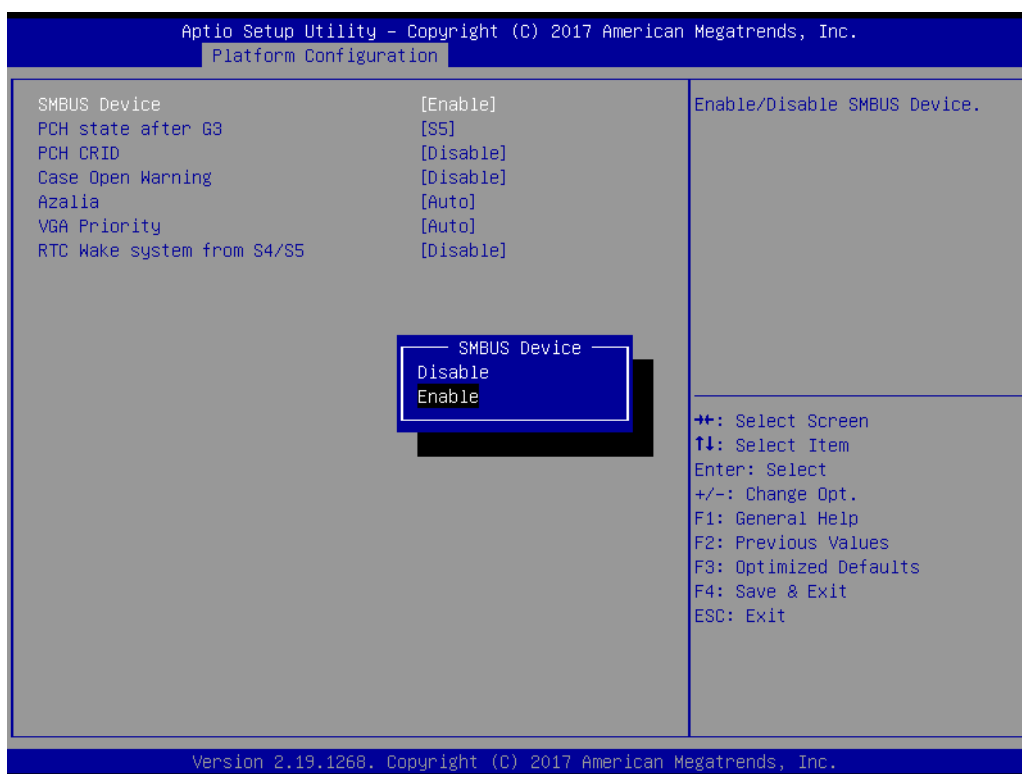 Aptio Setup Utility – Copyright (C) 2017 American Megatrends, Inc.
Platform Configuration
SMBUS Device [Enable]
PCH state after G3 [S5]
PCH CRID [Disable]
Case Open Warning [Disable]
Azalia [Auto]
VGA Priority [Auto]
RTC Wake system from S4/S5 [Disable]
Enable/Disable SMBUS Device.
SMBUS Device
Disable
Enable
→←: Select Screen
↑↓: Select Item
Enter: Select
+/-: Change Opt.
F1: General Help
F2: Previous Values
F3: Optimized Defaults
F4: Save & Exit
ESC: Exit
Version 2.19.1268. Copyright (C) 2017 American Megatrends, Inc.